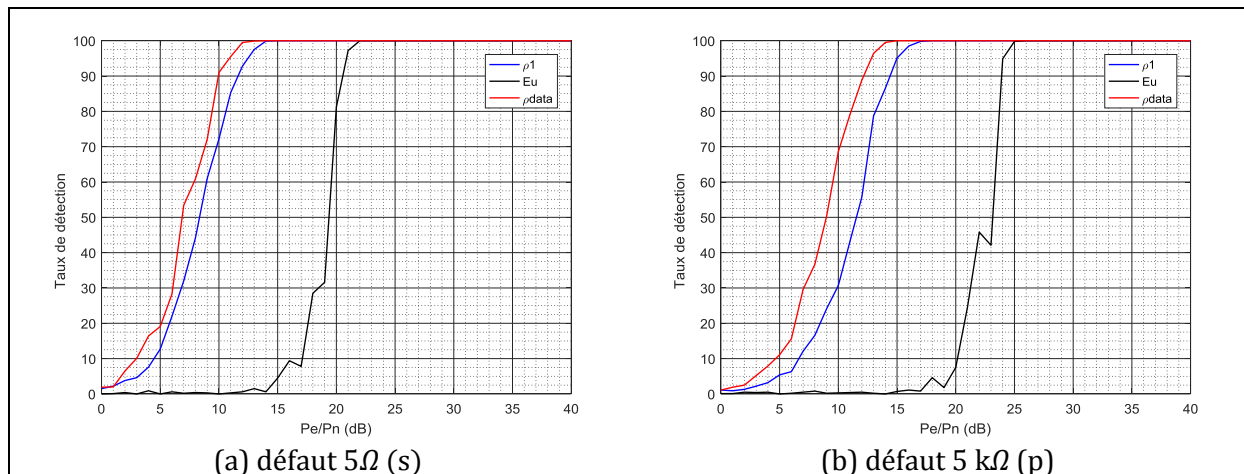 100
90
80
70
60
50
40
30
20
10
0
Taux de détection
ρ1
Eu
ρdata
0 5 10 15 20 25 30 35 40
Pe/Pn (dB)
(a) défaut 5Ω (s)
100
90
80
70
60
50
40
30
20
10
0
Taux de détection
ρ1
Eu
ρdata
0 5 10 15 20 25 30 35 40
Pe/Pn (dB)
(b) défaut 5 kΩ (p)